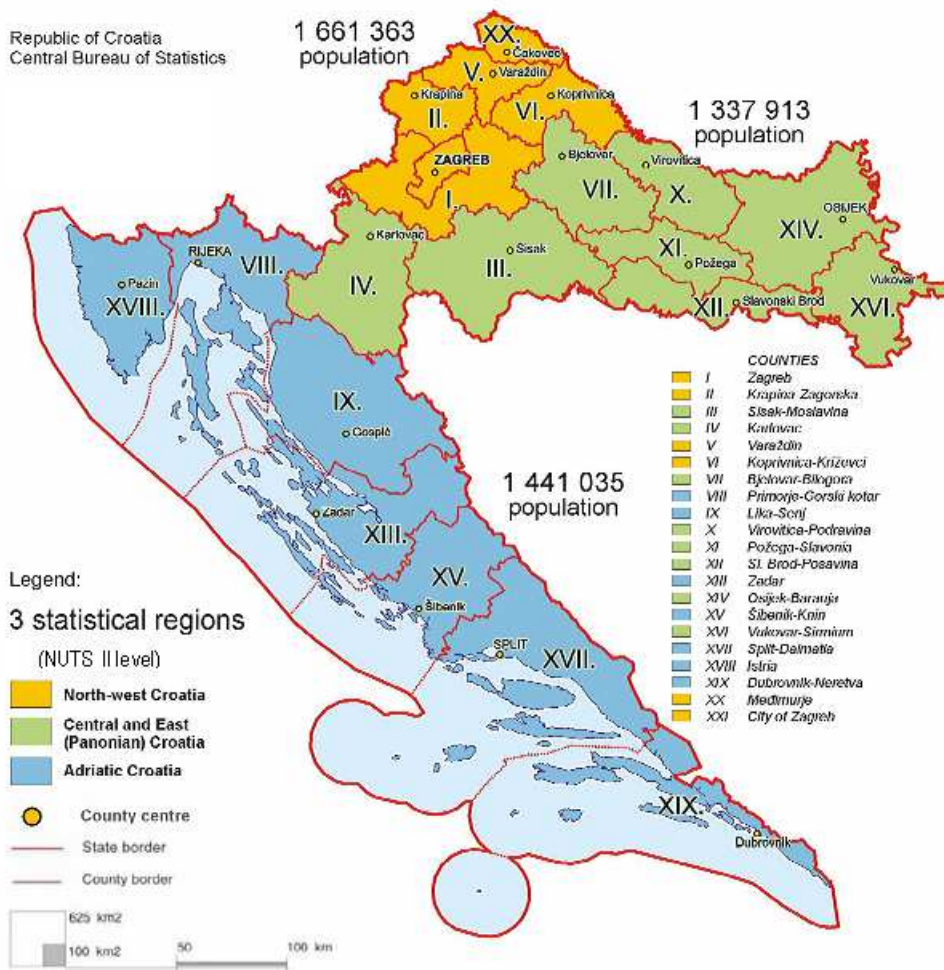 Republic of Croatia
Central Bureau of Statistics
1 661 363
population
XX.
Čakovec
V.
Varaždin
Krapina
Koprivnica
II.
VI.
1 337 913
population
ZAGREB
I.
Bjelovar
Virovitica
VII.
X.
OSIJEK
XIV.
Karlovac
Sisak
XI.
Požega
IV.
III.
Vukovar
XII.
Slavonski Brod
XVI.
RIJEKA
VIII.
Pazin
XVIII.
IX.
Gospić
1 441 035
population
Zadar
XIII.
XV.
Šibenik
SPLIT
XVII.
XIX.
Dubrovnik
COUNTIES
I Zagreb
II Krapina Zagorska
III Sisak-Moslavina
IV Karlovac
V Varaždin
VI Koprivnica-Križevci
VII Bjelovar-Bilogora
VIII Primorje-Gorski kotar
IX Lika-Senj
X Virovitica-Podravina
XI Požega-Slavonia
XII Sl. Brod-Posavina
XIII Zadar
XIV Osijek-Baranja
XV Šibenik-Knin
XVI Vukovar-Sirmium
XVII Split-Dalmatia
XVIII Istria
XIX Dubrovnik-Neretva
XX Međimurje
XXI City of Zagreb
Legend:
3 statistical regions
(NUTS II level)
North-west Croatia
Central and East
(Panonian) Croatia
Adriatic Croatia
County centre
State border
County border
625 km2
100 km2
50
100 km